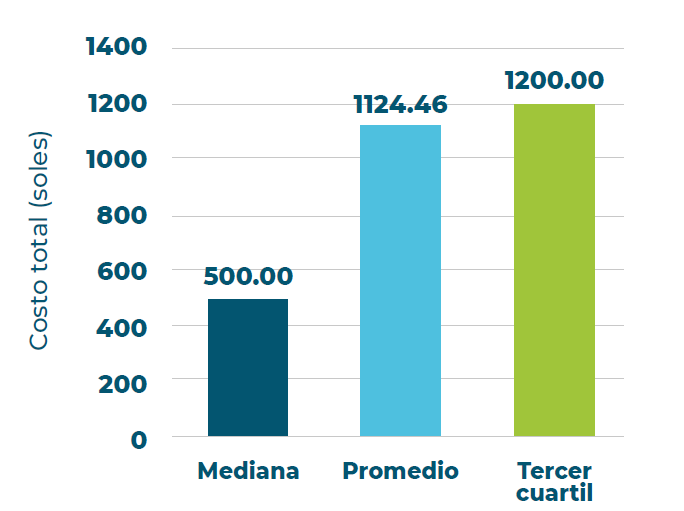 Costo total (soles)
1400
1200
1000
800
600
400
200
0
500.00
1124.46
1200.00
Mediana
Promedio
Tercer
cuartil